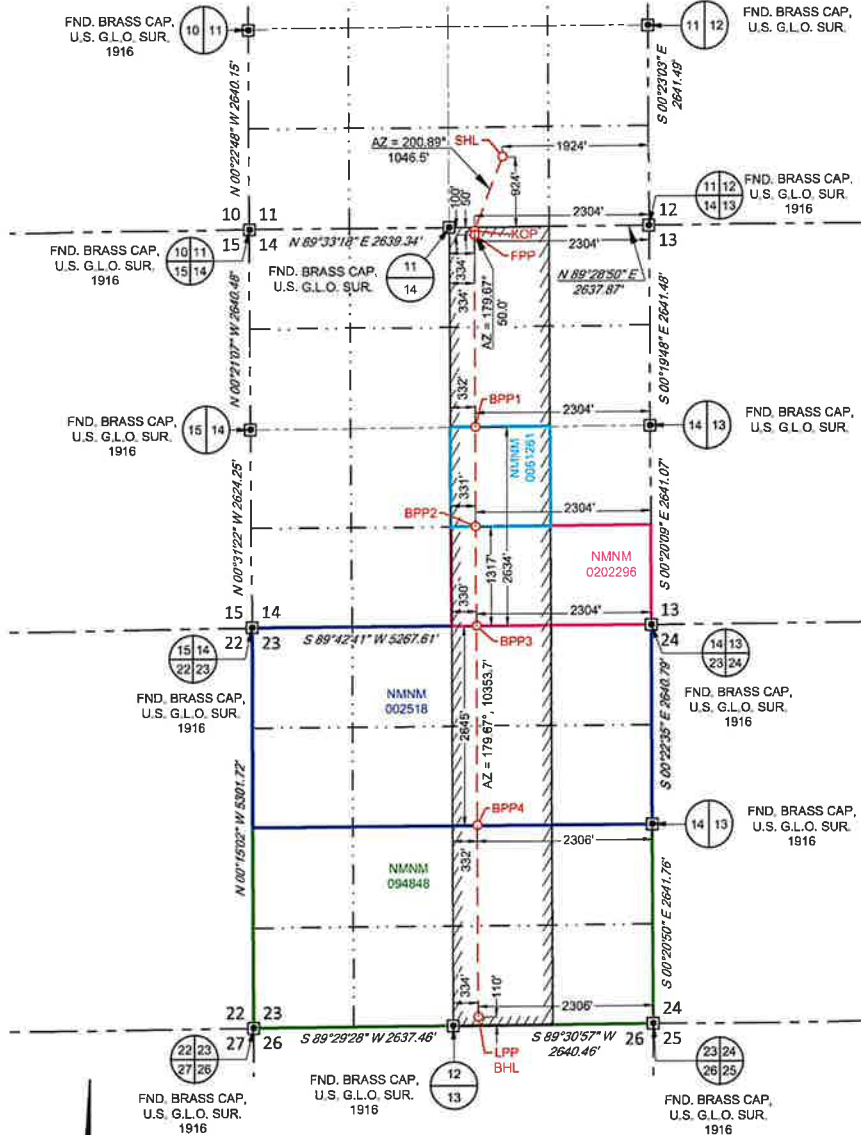 FND. BRASS CAP,
U.S. G.L.O. SUR.
1916
10 11
11 12
FND. BRASS CAP,
U.S. G.L.O. SUR.
N 00°22'48" W 2640.15'
S 00°23'03" E
2641.49'
AZ = 200.89°
1046.5'
SHL
1924'
924'
100'
50'
2304'
11 12
14 13
FND. BRASS CAP,
U.S. G.L.O. SUR.
1916
10 11
15 14
12
13
N 89°33'18" E 2639.34'
KOP
2304'
FPP
FND. BRASS CAP,
U.S. G.L.O. SUR.
1916
10 11
15 14
FND. BRASS CAP,
U.S. G.L.O. SUR.
11
14
334'
334'
AZ = 179.67°
50.0'
N 89°28'50" E
2637.87'
N 00°21'07" W 2640.48'
S 00°19'48" E 2641.48'
332'
BPP1
2304'
FND. BRASS CAP,
U.S. G.L.O. SUR.
1916
15 14
14 13
FND. BRASS CAP,
U.S. G.L.O. SUR.
NMNM
0061261
N 00°31'22" W 2624.25'
S 00°20'09" E 2641.07'
331'
BPP2
2304'
1317'
2634'
NMNM
0202296
330'
2304'
15 14
22 23
13
24
S 89°42'41" W 5267.61'
BPP3
15 14
22 23
FND. BRASS CAP,
U.S. G.L.O. SUR.
1916
14 13
23 24
FND. BRASS CAP,
U.S. G.L.O. SUR.
1916
NMNM
002518
2645'
AZ = 179.67°, 10353.7'
S 00°22'35" E 2640.79'
N 00°15'02" W 5301.72'
BPP4
14 13
FND. BRASS CAP,
U.S. G.L.O. SUR.
1916
332'
2306'
NMNM
094848
S 00°20'50" E 2641.76'
334'
110'
2306'
22 23
27 26
24
26 25
S 89°29'28" W 2637.46'
LPP
BHL
S 89°30'57" W
2640.46'
22 23
27 26
FND. BRASS CAP,
U.S. G.L.O. SUR.
1916
FND. BRASS CAP,
U.S. G.L.O. SUR.
1916
12
13
23 24
26 25
FND. BRASS CAP,
U.S. G.L.O. SUR.
1916